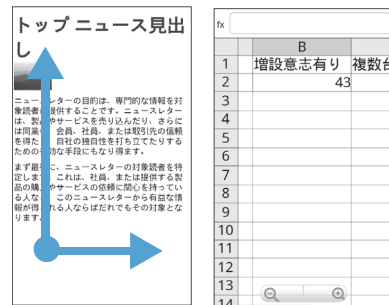 トップ ニュース見出
し
ニュースレターの目的は、専門的な情報を対
象読者に提供することです。ニュースレター
は、製品やサービスを売り込んだり、さらに
は同業者、会員、社員、または取引先の信頼
を得たり、自社の独自性を打ち立てたりする
ための有効な手段にもなり得ます。
まず最初に、ニュースレターの対象読者を特
定します。これは、社員、または提供する製
品の購入やサービスの依頼に関心を持ってい
る人など、このニュースレターから有益な情
報が得られる人ならばだれでもその対象とな
ります。
fx
B
1 増設意志有り 複数台
2 43
3
4
5
6
7
8
9
10
11
12
13
14